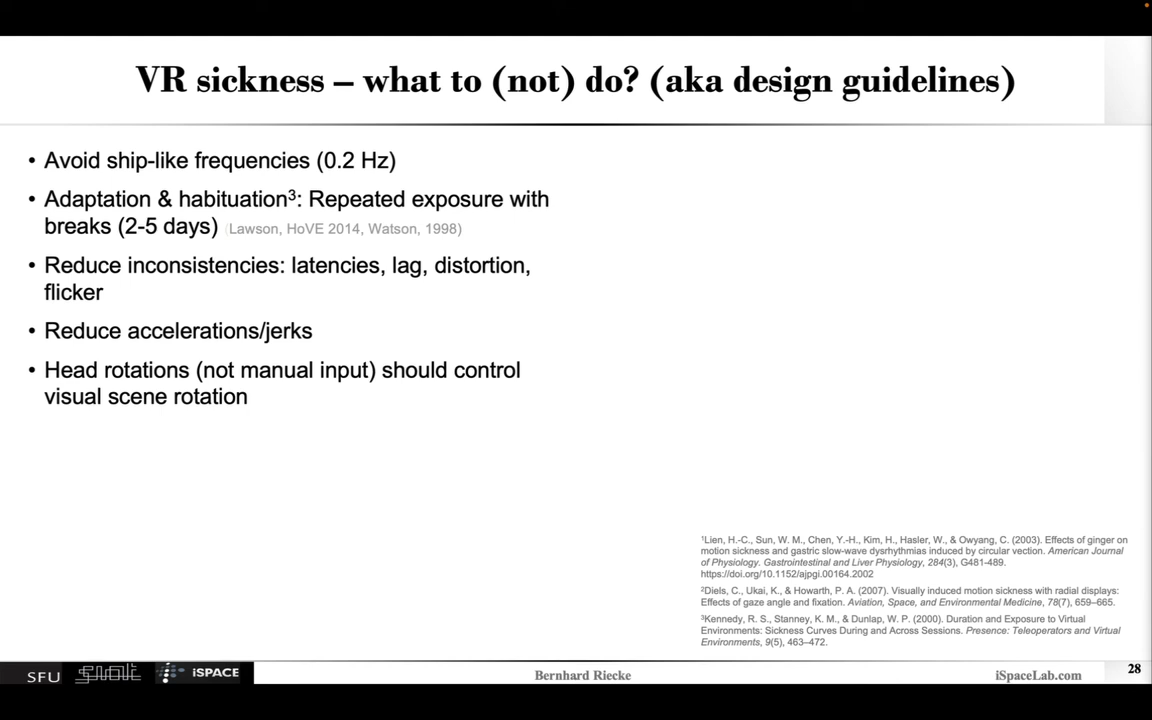 VR sickness – what to (not) do? (aka design guidelines)
• Avoid ship-like frequencies (0.2 Hz)
• Adaptation & habituation³: Repeated exposure with
breaks (2-5 days) (Lawson, HoVE 2014, Watson, 1998)
• Reduce inconsistencies: latencies, lag, distortion,
flicker
• Reduce accelerations/jerks
• Head rotations (not manual input) should control
visual scene rotation
¹Lien, H.-C., Sun, W. M., Chen, Y.-H., Kim, H., Hasler, W., & Owyang, C. (2003). Effects of ginger on
motion sickness and gastric slow-wave dysrhythmias induced by circular vection. American Journal
of Physiology. Gastrointestinal and Liver Physiology, 284(3), G481-489.
https://doi.org/10.1152/ajpgi.00164.2002
²Diels, C., Ukai, K., & Howarth, P. A. (2007). Visually induced motion sickness with radial displays:
Effects of gaze angle and fixation. Aviation, Space, and Environmental Medicine, 78(7), 659–665.
³Kennedy, R. S., Stanney, K. M., & Dunlap, W. P. (2000). Duration and Exposure to Virtual
Environments: Sickness Curves During and Across Sessions. Presence: Teleoperators and Virtual
Environments, 9(5), 463–472.
SFU iSPACE Bernhard Riecke iSpaceLab.com 28